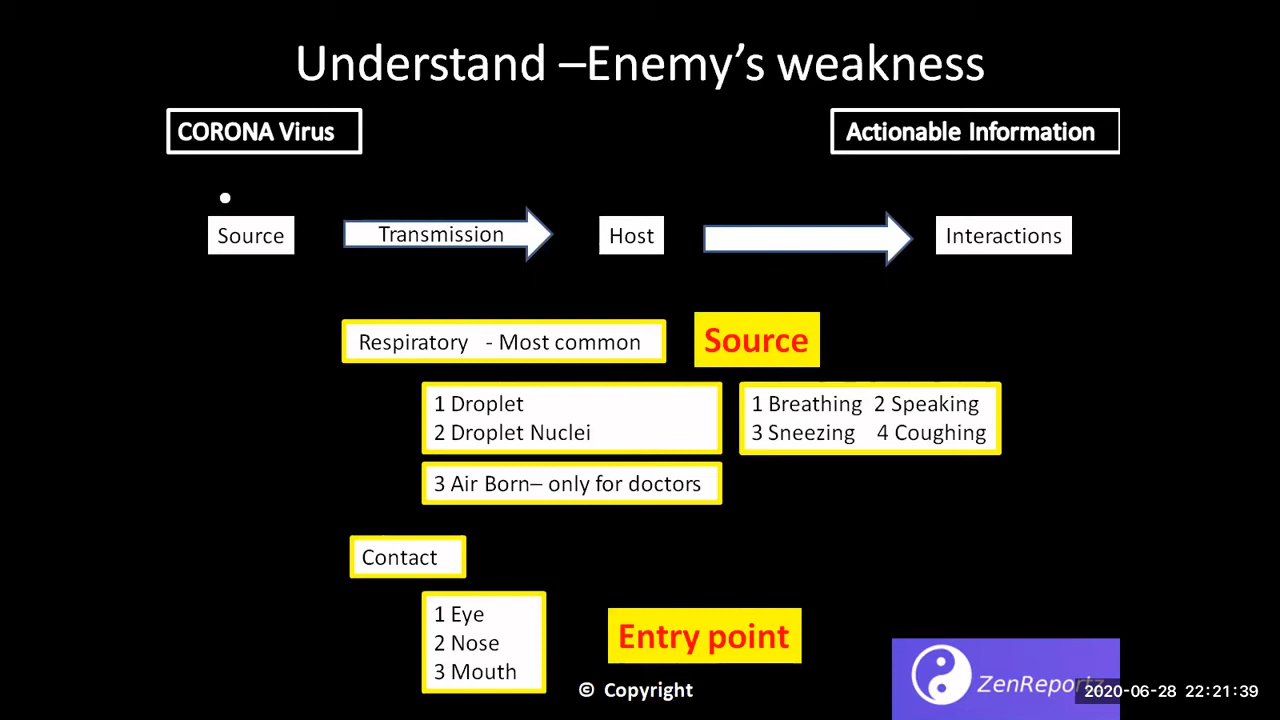 Understand –Enemy's weakness
CORONA Virus
Actionable Information
Source
Transmission
Host
Interactions
Respiratory - Most common
Source
1 Droplet
2 Droplet Nuclei
1 Breathing 2 Speaking
3 Sneezing 4 Coughing
3 Air Born– only for doctors
Contact
1 Eye
2 Nose
3 Mouth
Entry point
© Copyright
ZenReportz
2020-06-28 22:21:39